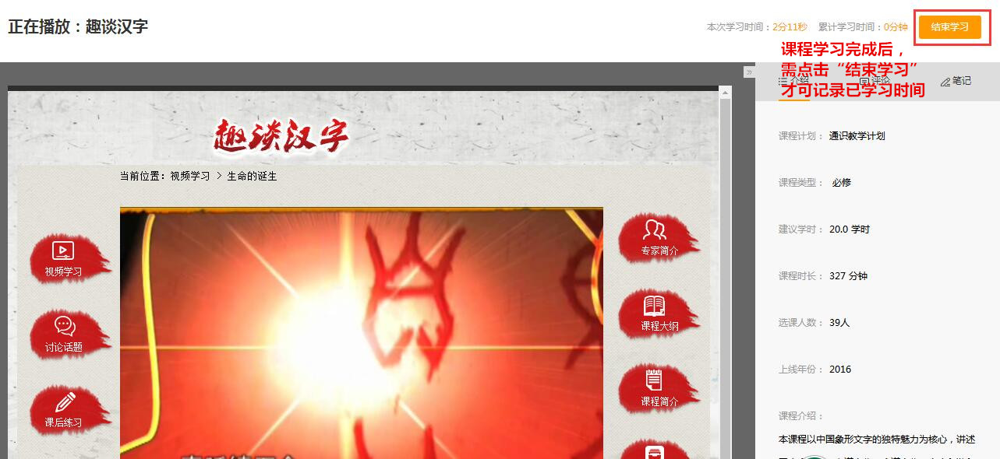 正在播放：趣谈汉字
本次学习时间：2分11秒 累计学习时间：0分钟 结束学习
课程学习完成后，
需点击“结束学习”
才可记录已学习时间
»
介绍 评论 笔记
趣谈汉字
当前位置：视频学习 > 生命的诞生
视频学习
讨论话题
课后练习
专家简介
课程大纲
课程简介
课程计划： 通识教学计划
课程类型： 必修
建议学时： 20.0 学时
课程时长： 327 分钟
选课人数： 39人
上线年份： 2016
课程介绍：
本课程以中国象形文字的独特魅力为核心，讲述